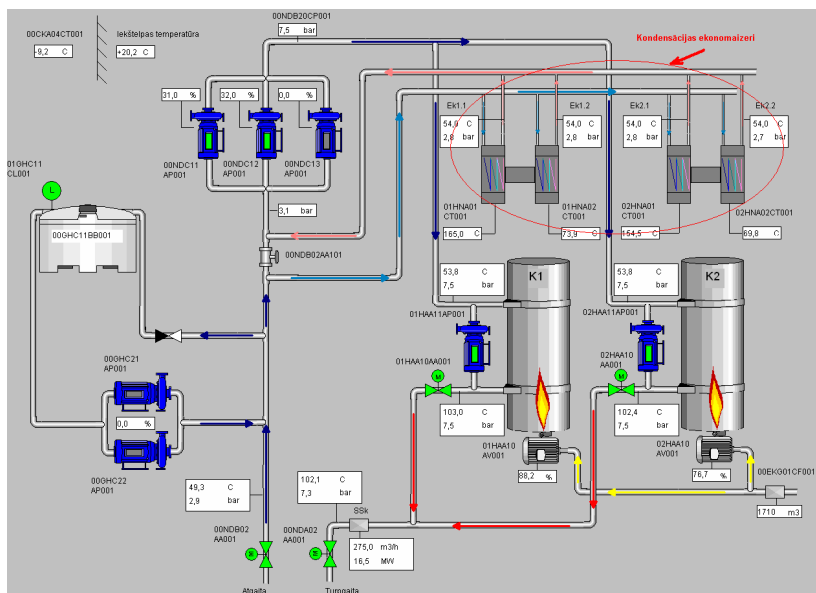 00CKA04CT001
-9,2 C
Iekštelpas temperatūra
+20,2 C
00NDB20CP001
7,5 bar
Kondensācijas ekonomaizeri
31,0 %
32,0 %
0,0 %
00NDC11
AP001
00NDC12
AP001
00NDC13
AP001
Ek1.1
54,0 C
2,8 bar
Ek1.2
54,0 C
2,8 bar
Ek2.1
54,0 C
2,8 bar
Ek2.2
54,0 C
2,7 bar
01GHC11
CL001
L
00GHC11BB001
3,1 bar
01HNA01
CT001
165,0 C
01HNA02
CT001
73,9 C
02HNA01
CT001
154,5 C
02HNA02CT001
69,8 C
00NDB02AA101
53,8 C
7,5 bar
K1
53,8 C
7,5 bar
K2
01HAA11AP001
02HAA11AP001
01HAA10AA001
M
02HAA10
AA001
M
00GHC21
AP001
0,0 %
00GHC22
AP001
103,0 C
7,5 bar
102,4 C
7,5 bar
01HAA10
AV001
88,2 %
02HAA10
AV001
76,7 %
00EKG01CF001
1710 m3
49,3 C
2,9 bar
102,1 C
7,3 bar
SSk
275,0 m3/h
16,5 MW
00NDB02
AA001
00NDA02
AA001
Atgaita
Turpgaita